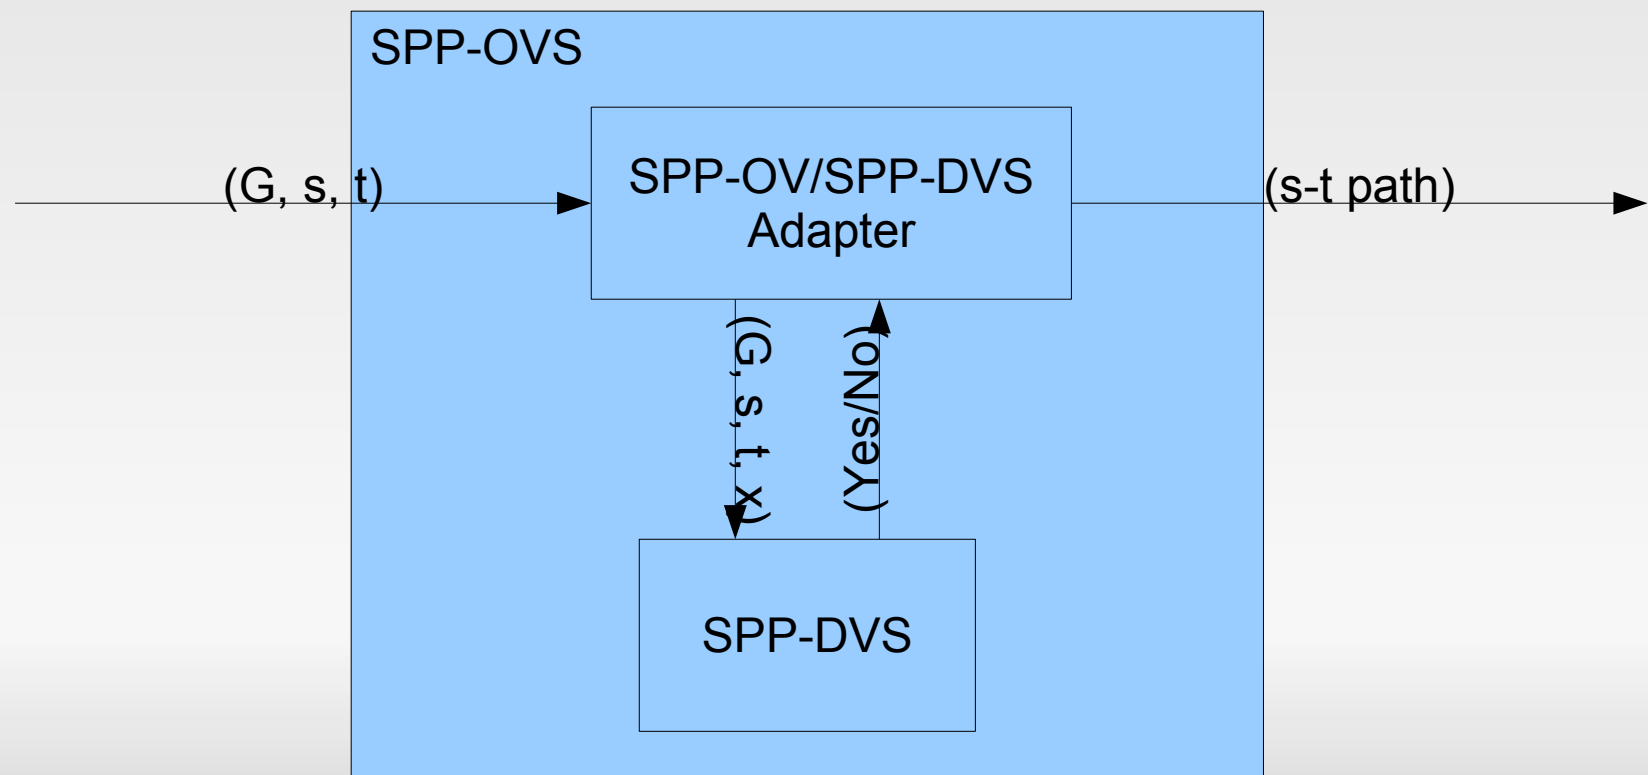 SPP-OVS
(G, s, t)
SPP-OV/SPP-DVS
Adapter
(s-t path)
(G, s, t, x)
(Yes/No)
SPP-DVS